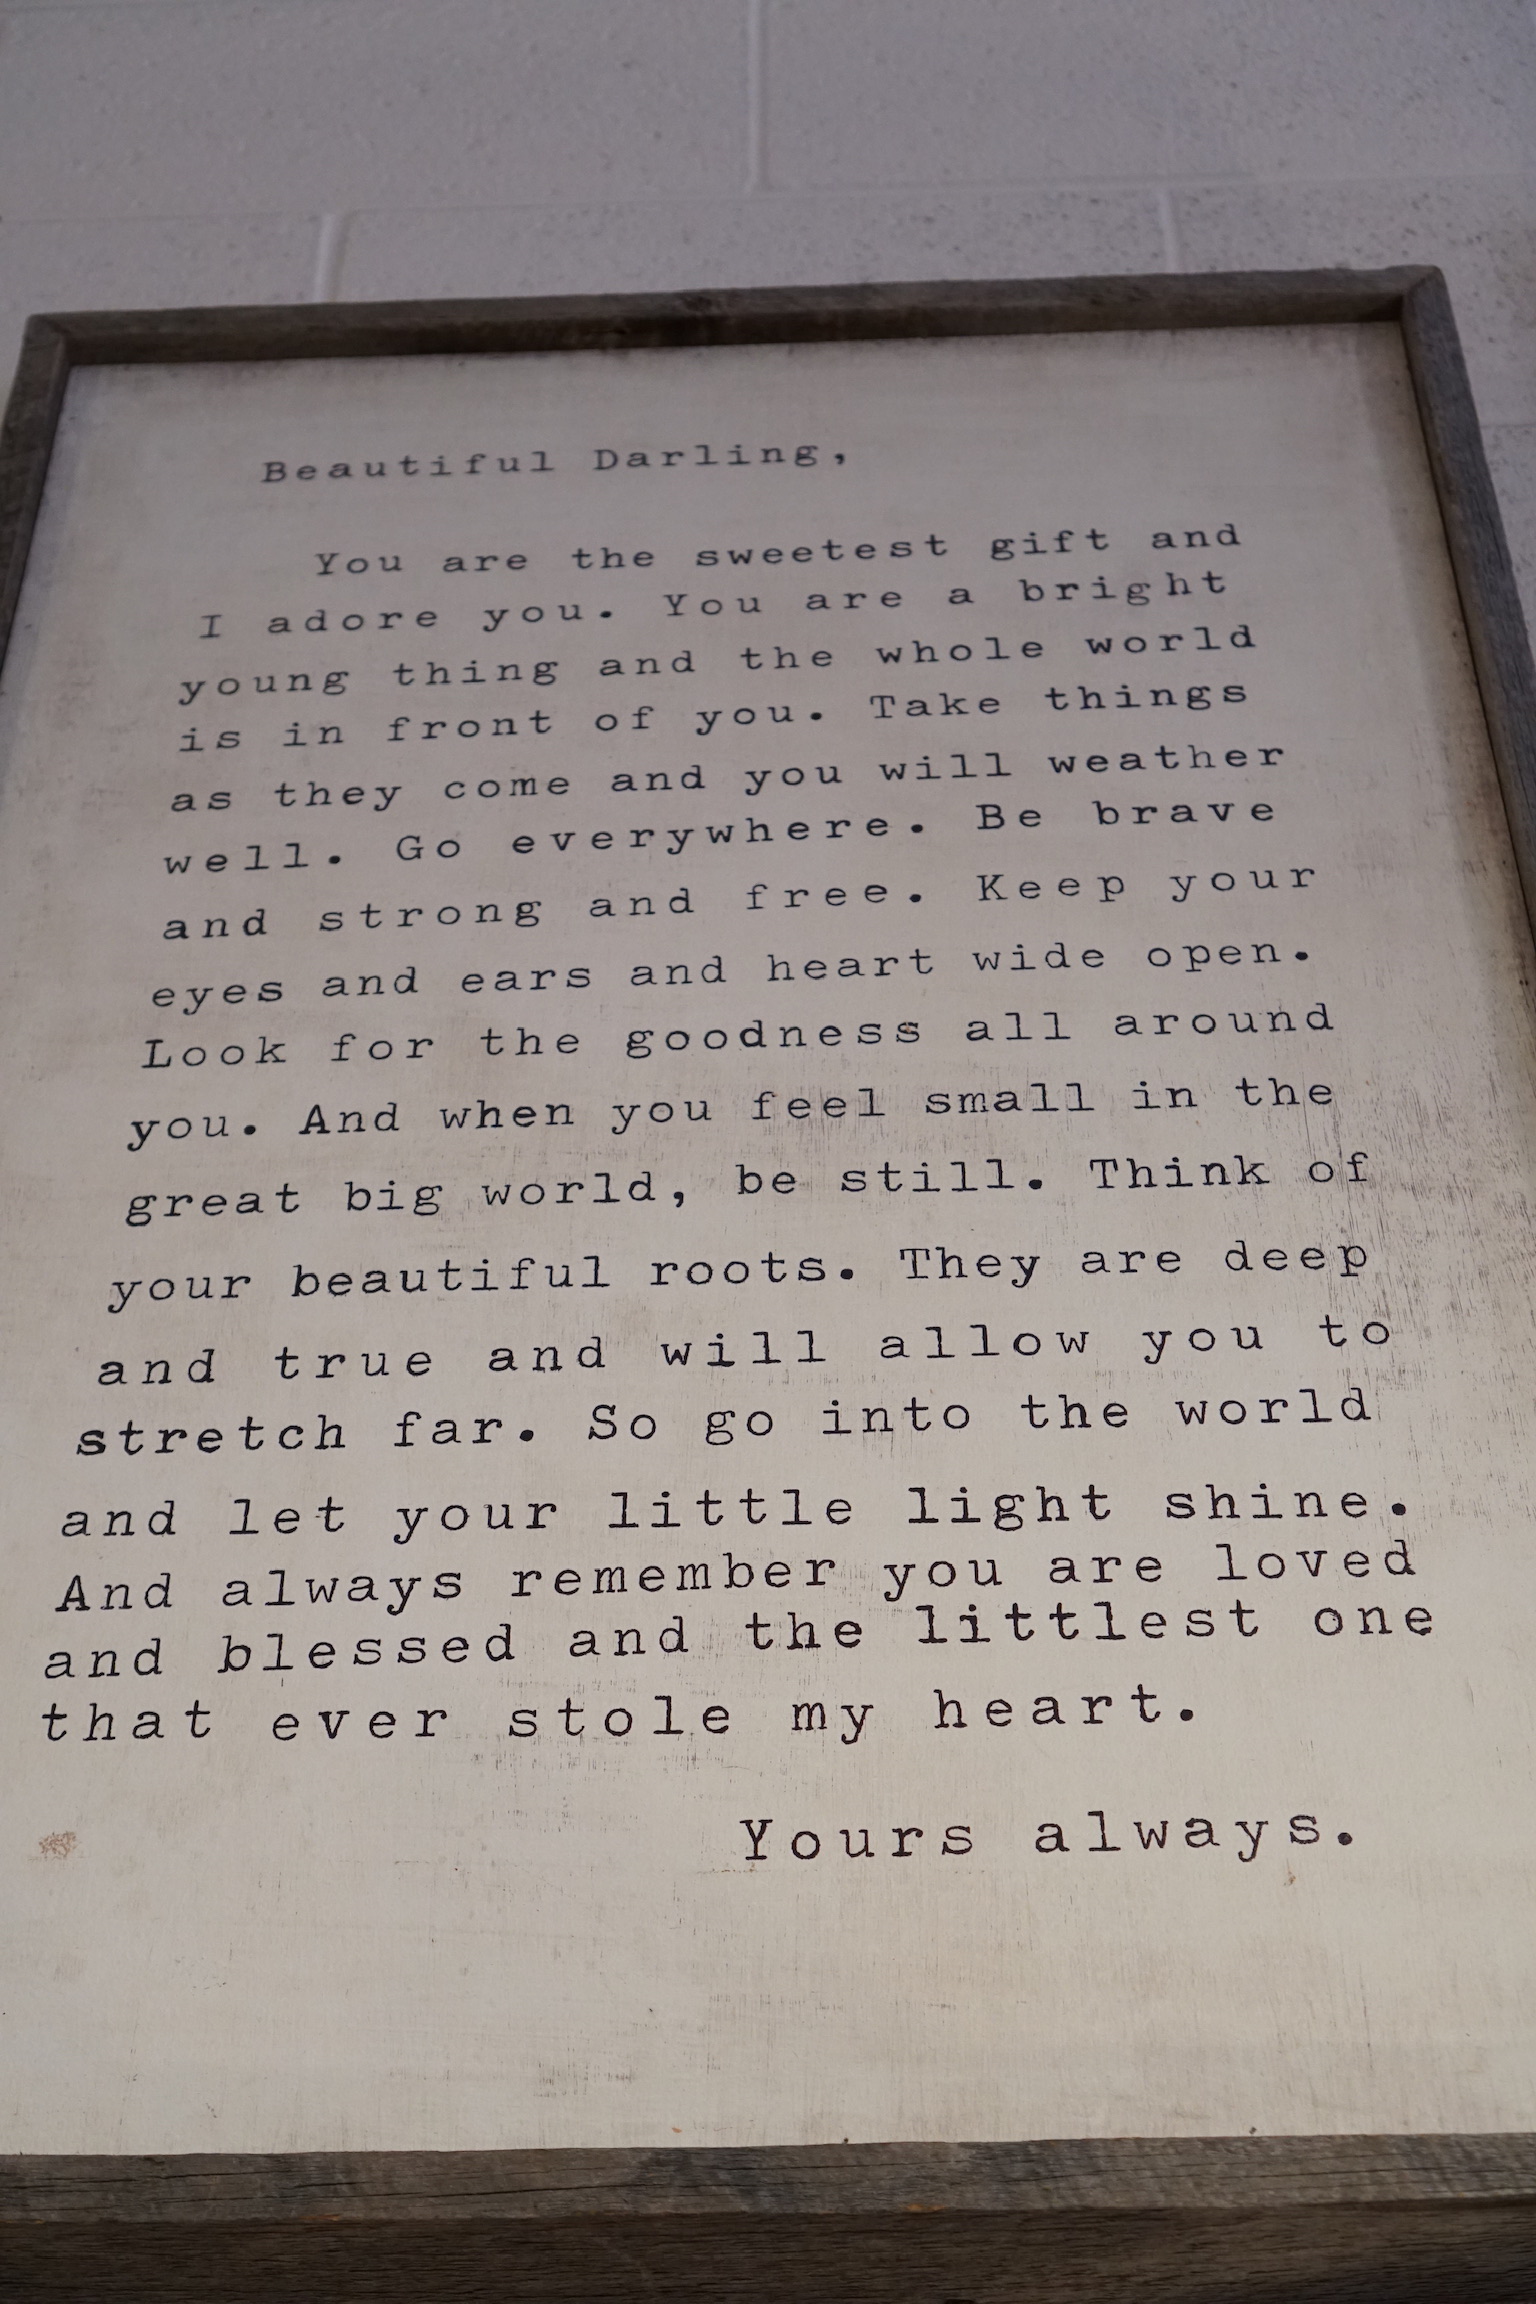 Beautiful Darling,
You are the sweetest gift and
I adore you. You are a bright
young thing and the whole world
is in front of you. Take things
as they come and you will weather
well. Go everywhere. Be brave
and strong and free. Keep your
eyes and ears and heart wide open.
Look for the goodness all around
you. And when you feel small in the
great big world, be still. Think of
your beautiful roots. They are deep
and true and will allow you to
stretch far. So go into the world
and let your little light shine.
And always remember you are loved
and blessed and the littlest one
that ever stole my heart.
Yours always.